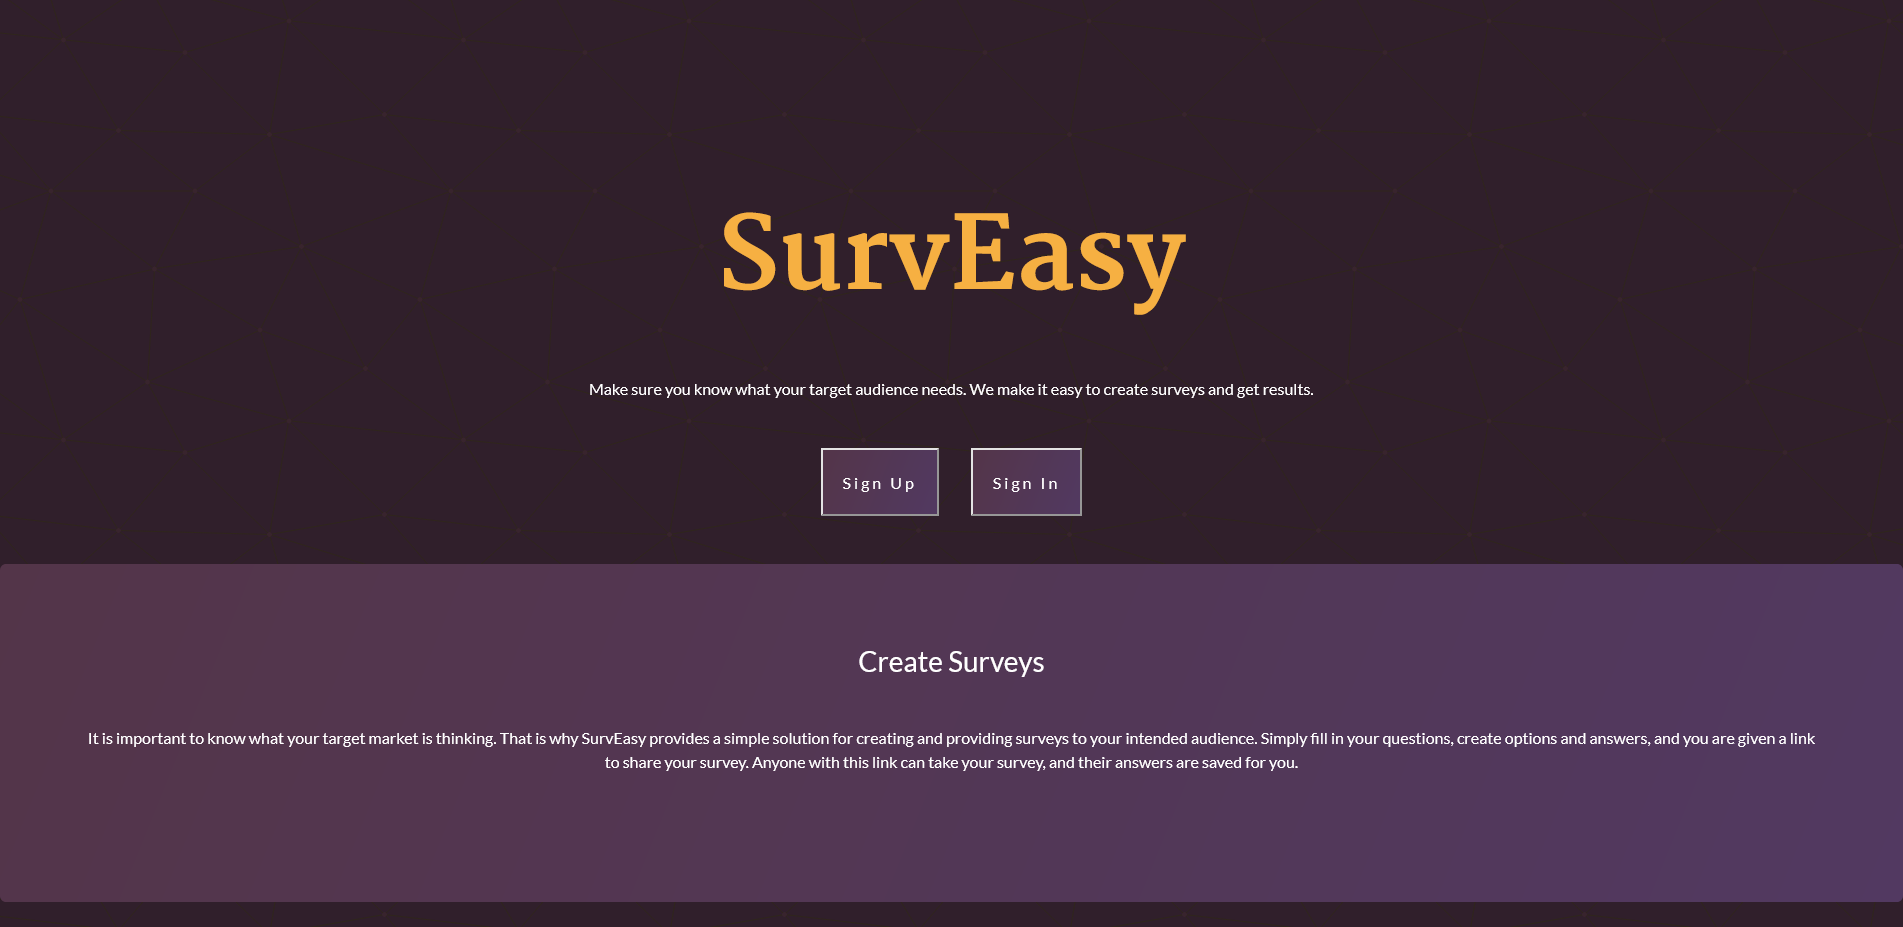 SurvEasy
Make sure you know what your target audience needs. We make it easy to create surveys and get results.
Sign Up
Sign In
Create Surveys
It is important to know what your target market is thinking. That is why SurvEasy provides a simple solution for creating and providing surveys to your intended audience. Simply fill in your questions, create options and answers, and you are given a link
to share your survey. Anyone with this link can take your survey, and their answers are saved for you.